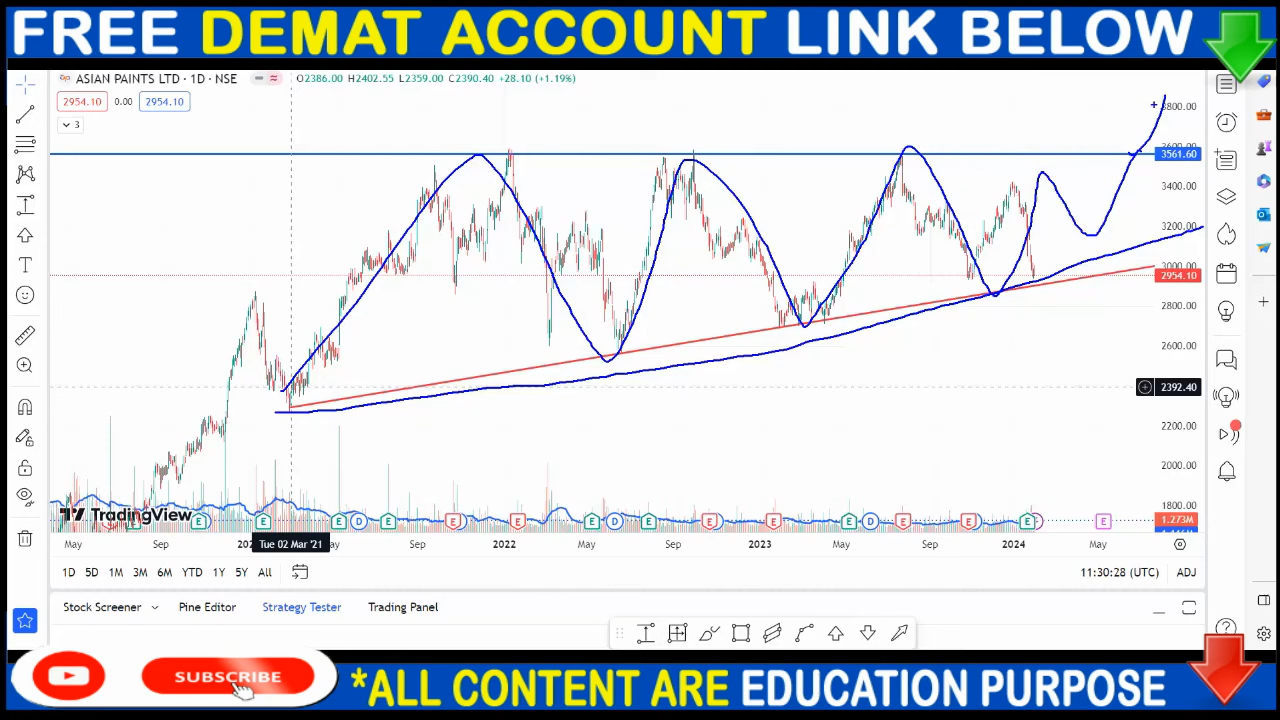 FREE DEMAT ACCOUNT LINK BELOW
ASIAN PAINTS LTD · 1D · NSE
O2386.00 H2402.55 L2359.00 C2390.40 +28.10 (+1.19%)
2954.10 0.00 2954.10
3
3800.00
3600.00
3561.60
3400.00
3200.00
3000.00
2954.10
2800.00
2600.00
2392.40
2200.00
2000.00
1800.00
1.273M
TradingView
E E E D E E E E D E E E E D E E E E
May Sep Tue 02 Mar '21 Sep 2022 May Sep 2023 May Sep 2024 May
1D 5D 1M 3M 6M YTD 1Y 5Y All 11:30:28 (UTC) ADJ
Stock Screener Pine Editor Strategy Tester Trading Panel
SUBSCRIBE
*ALL CONTENT ARE EDUCATION PURPOSE